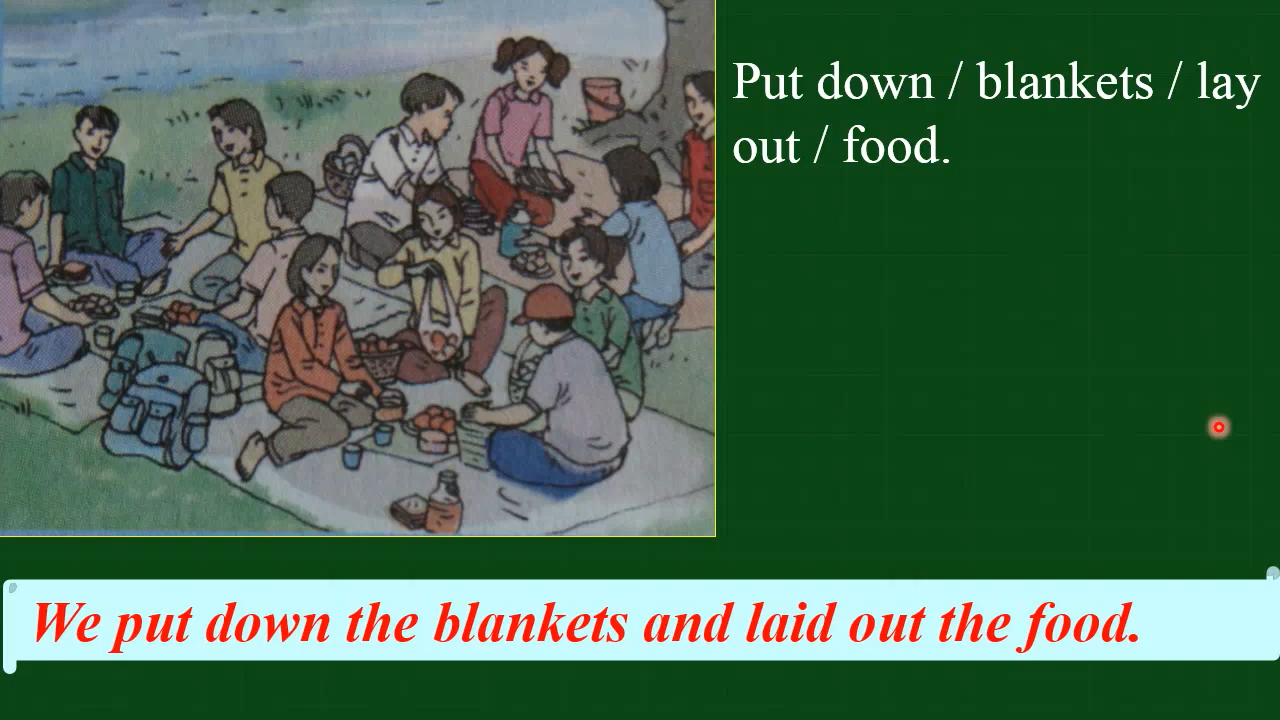 Put down / blankets / lay
out / food.
We put down the blankets and laid out the food.